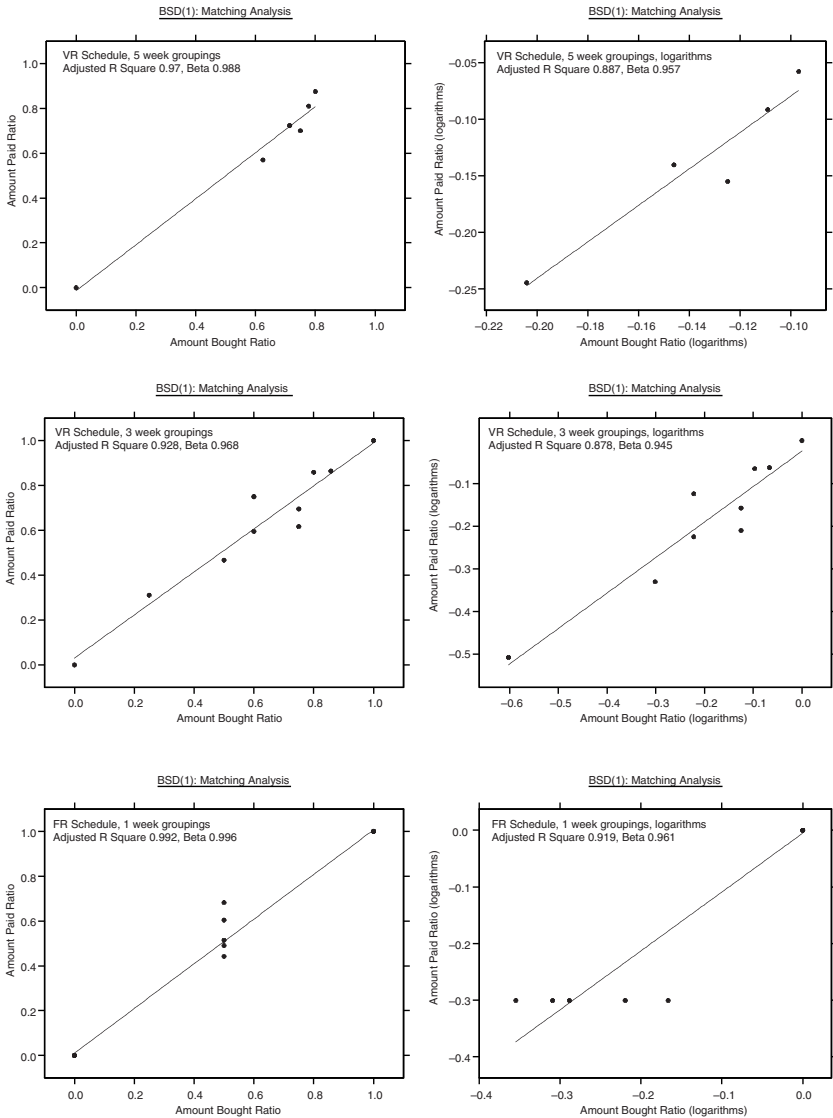 BSD(1): Matching Analysis
VR Schedule, 5 week groupings
Adjusted R Square 0.97, Beta 0.988
Amount Paid Ratio
1.0
0.8
0.6
0.4
0.2
0.0
0.0 0.2 0.4 0.6 0.8 1.0
Amount Bought Ratio
BSD(1): Matching Analysis
VR Schedule, 5 week groupings, logarithms
Adjusted R Square 0.887, Beta 0.957
Amount Paid Ratio (logarithms)
–0.05
–0.10
–0.15
–0.20
–0.25
–0.22 –0.20 –0.18 –0.16 –0.14 –0.12 –0.10
Amount Bought Ratio (logarithms)
BSD(1): Matching Analysis
VR Schedule, 3 week groupings
Adjusted R Square 0.928, Beta 0.968
Amount Paid Ratio
1.0
0.8
0.6
0.4
0.2
0.0
0.0 0.2 0.4 0.6 0.8 1.0
Amount Bought Ratio
BSD(1): Matching Analysis
VR Schedule, 3 week groupings, logarithms
Adjusted R Square 0.878, Beta 0.945
Amount Paid Ratio (logarithms)
–0.1
–0.2
–0.3
–0.4
–0.5
–0.6 –0.5 –0.4 –0.3 –0.2 –0.1 0.0
Amount Bought Ratio (logarithms)
BSD(1): Matching Analysis
FR Schedule, 1 week groupings
Adjusted R Square 0.992, Beta 0.996
Amount Paid Ratio
1.0
0.8
0.6
0.4
0.2
0.0
0.0 0.2 0.4 0.6 0.8 1.0
Amount Bought Ratio
BSD(1): Matching Analysis
FR Schedule, 1 week groupings, logarithms
Adjusted R Square 0.919, Beta 0.961
Amount Paid Ratio (logarithms)
0.0
–0.1
–0.2
–0.3
–0.4
–0.4 –0.3 –0.2 –0.1 0.0
Amount Bought Ratio (logarithms)